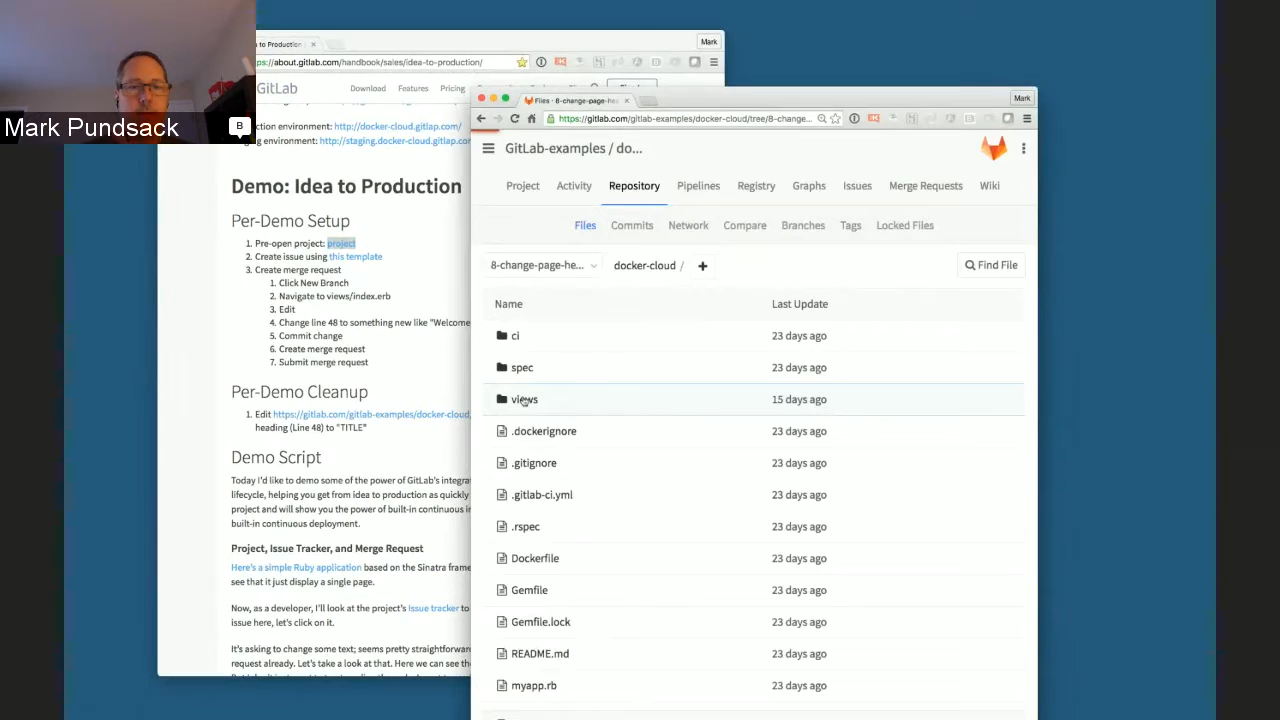 Mark Pundsack
B
to Production
Mark
ps://about.gitlab.com/handbook/sales/idea-to-production/
GitLab
Download
Features
Pricing
ction environment: http://docker-cloud.gitlap.com/
ing environment: http://staging.docker-cloud.gitlap.com
Demo: Idea to Production
Per-Demo Setup
1. Pre-open project: project
2. Create issue using this template
3. Create merge request
1. Click New Branch
2. Navigate to views/index.erb
3. Edit
4. Change line 48 to something new like "Welcome
5. Commit change
6. Create merge request
7. Submit merge request
Per-Demo Cleanup
1. Edit https://gitlab.com/gitlab-examples/docker-cloud,
heading (Line 48) to "TITLE"
Demo Script
Today I'd like to demo some of the power of GitLab's integrat
lifecycle, helping you get from idea to production as quickly
project and will show you the power of built-in continuous in
built-in continuous deployment.
Project, Issue Tracker, and Merge Request
Here's a simple Ruby application based on the Sinatra frame
see that it just display a single page.
Now, as a developer, I'll look at the project's issue tracker to
issue here, let's click on it.
It's asking to change some text; seems pretty straightforward
request already. Let's take a look at that. Here we can see the
Files · 8-change-page-hea
Mark
https://gitlab.com/gitlab-examples/docker-cloud/tree/8-change...
GitLab-examples / do...
Project
Activity
Repository
Pipelines
Registry
Graphs
Issues
Merge Requests
Wiki
Files
Commits
Network
Compare
Branches
Tags
Locked Files
8-change-page-he...
docker-cloud /
+
Find File
Name
Last Update
ci
23 days ago
spec
23 days ago
views
15 days ago
.dockerignore
23 days ago
.gitignore
23 days ago
.gitlab-ci.yml
23 days ago
.rspec
23 days ago
Dockerfile
23 days ago
Gemfile
23 days ago
Gemfile.lock
23 days ago
README.md
23 days ago
myapp.rb
23 days ago